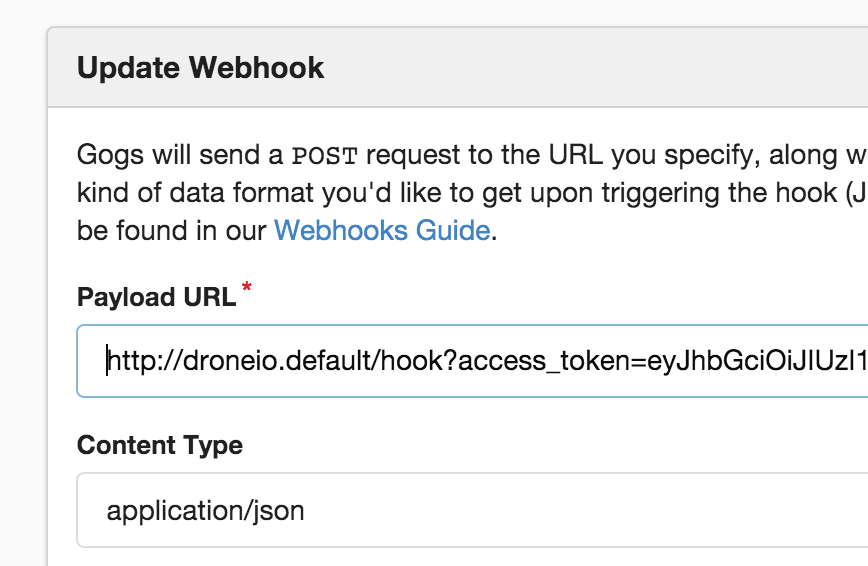 Update Webhook
Gogs will send a POST request to the URL you specify, along w
kind of data format you'd like to get upon triggering the hook (J
be found in our Webhooks Guide.
Payload URL *
http://droneio.default/hook?access_token=eyJhbGciOiJIUzI1
Content Type
application/json